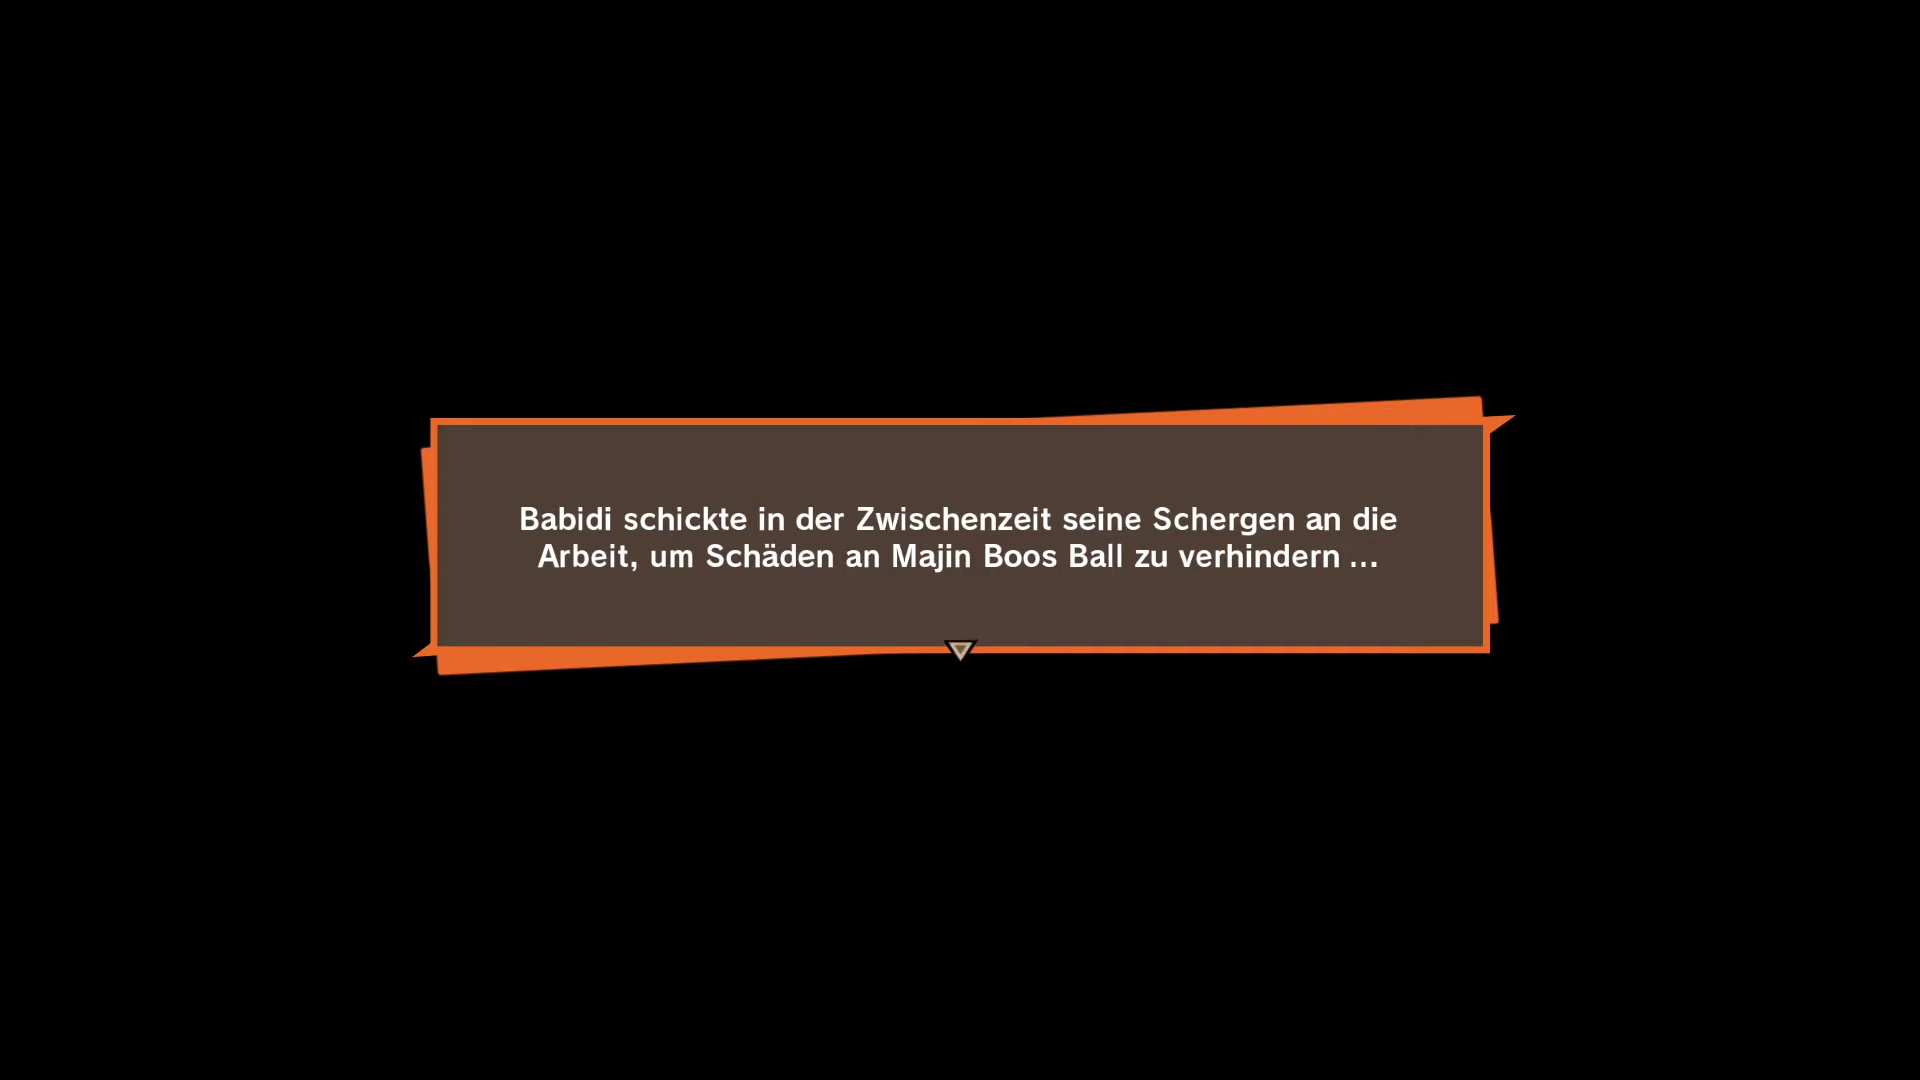 Babidi schickte in der Zwischenzeit seine Schergen an die
Arbeit, um Schäden an Majin Boos Ball zu verhindern ...